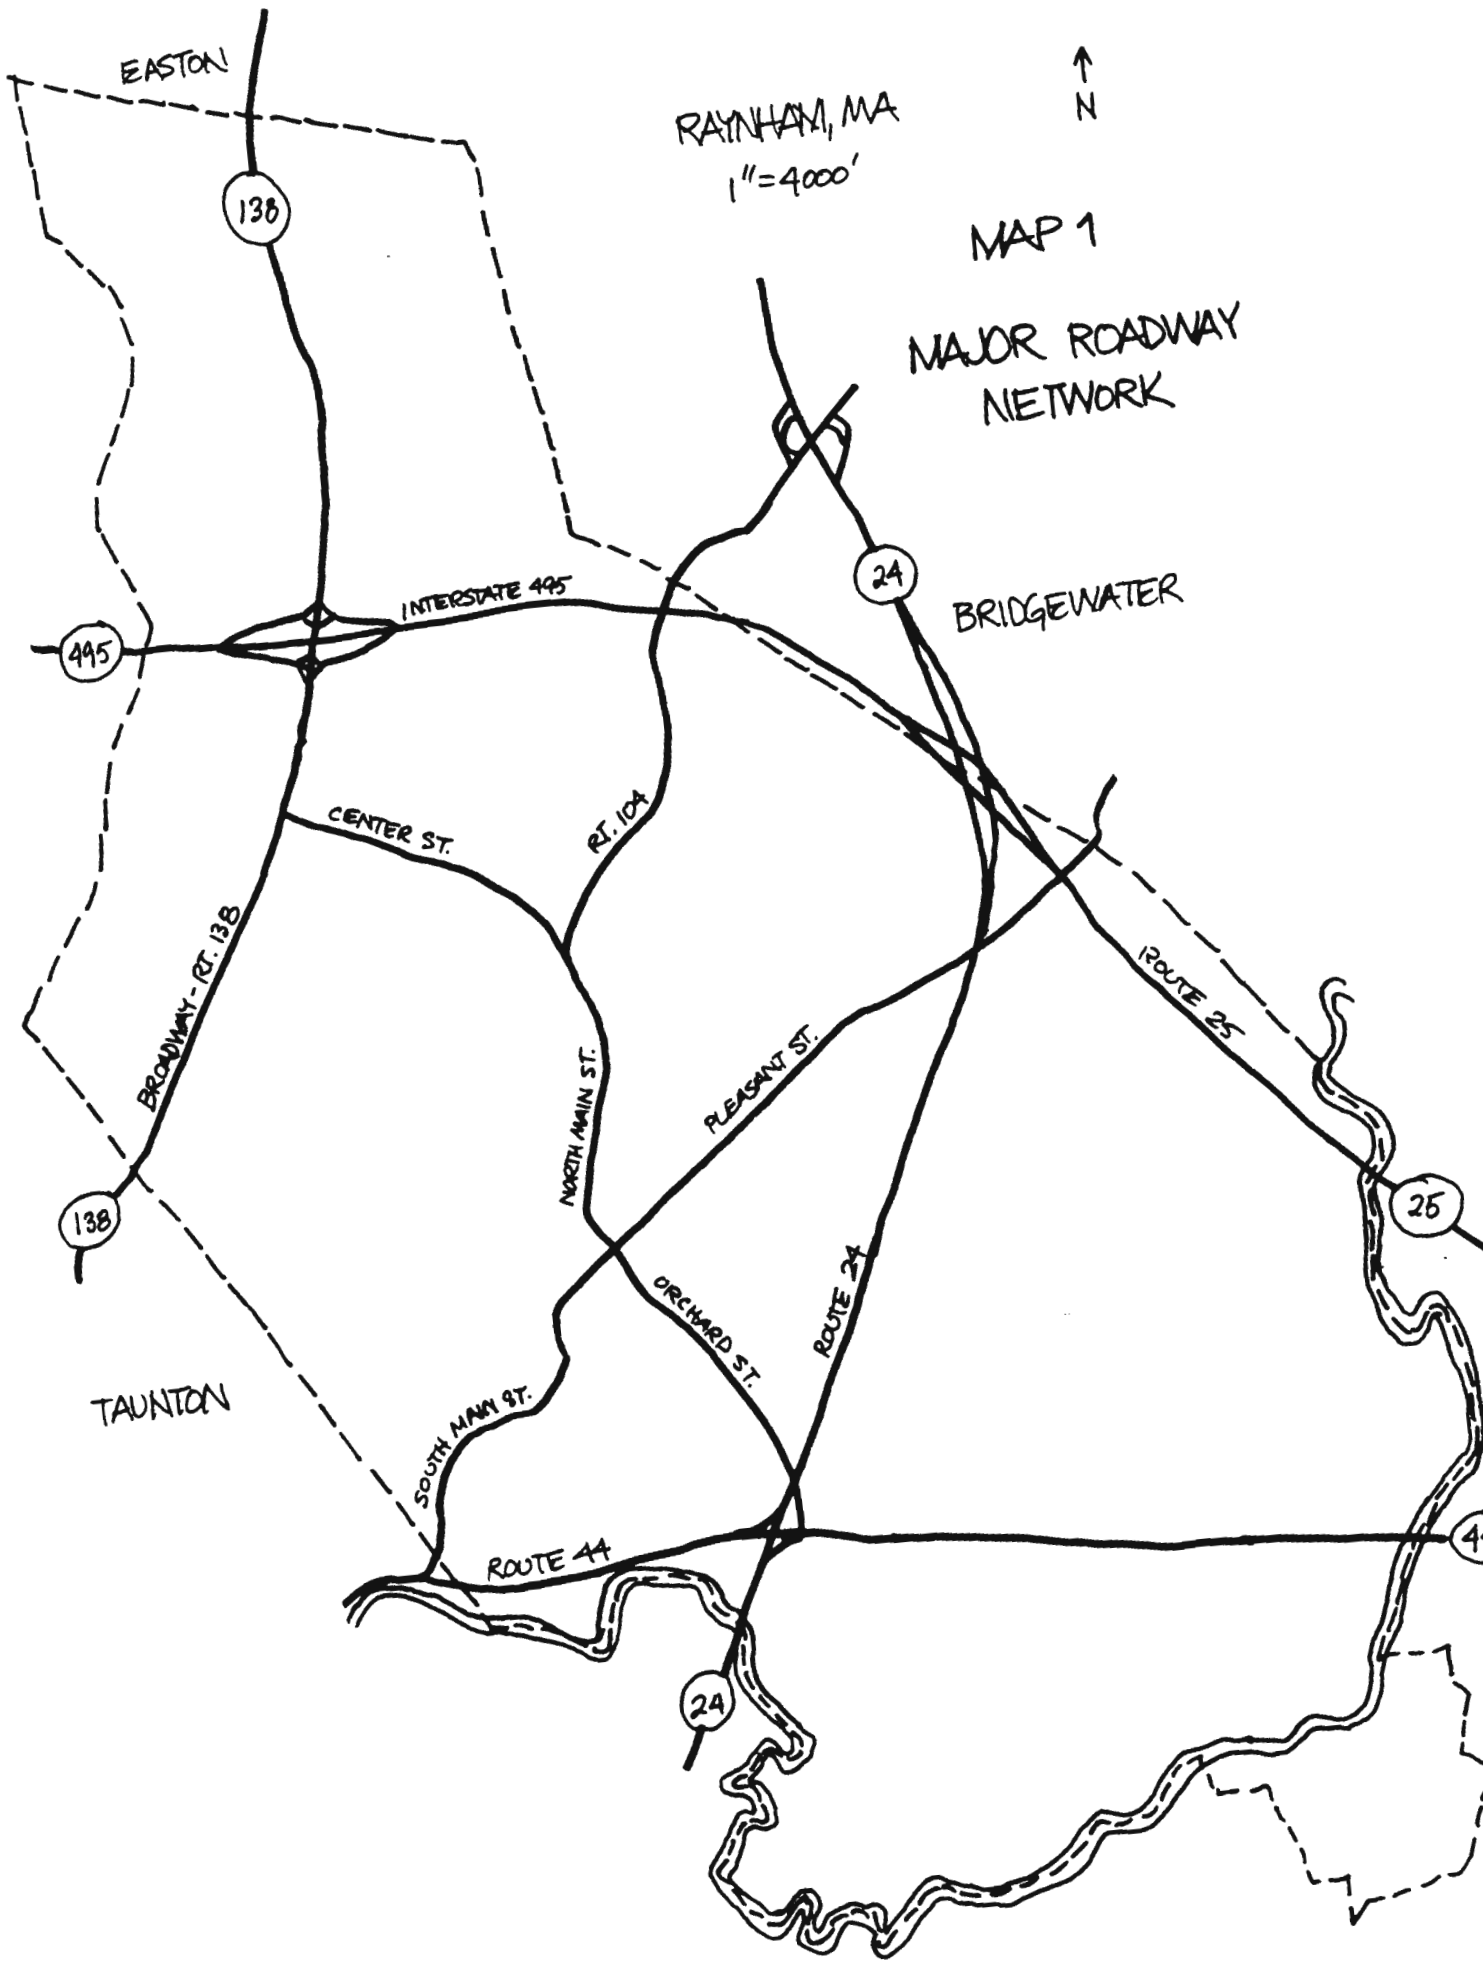 EASTON
RAYNHAM, MA
1"=4000'
↑
N
MAP 1
MAJOR ROADWAY
NETWORK
138
24
BRIDGEWATER
INTERSTATE 495
495
CENTER ST.
RT. 104
BROADWAY - RT. 138
ROUTE 25
PLEASANT ST.
NORTH MAIN ST.
138
25
ORCHARD ST.
ROUTE 24
TAUNTON
SOUTH MAIN ST.
ROUTE 44
24